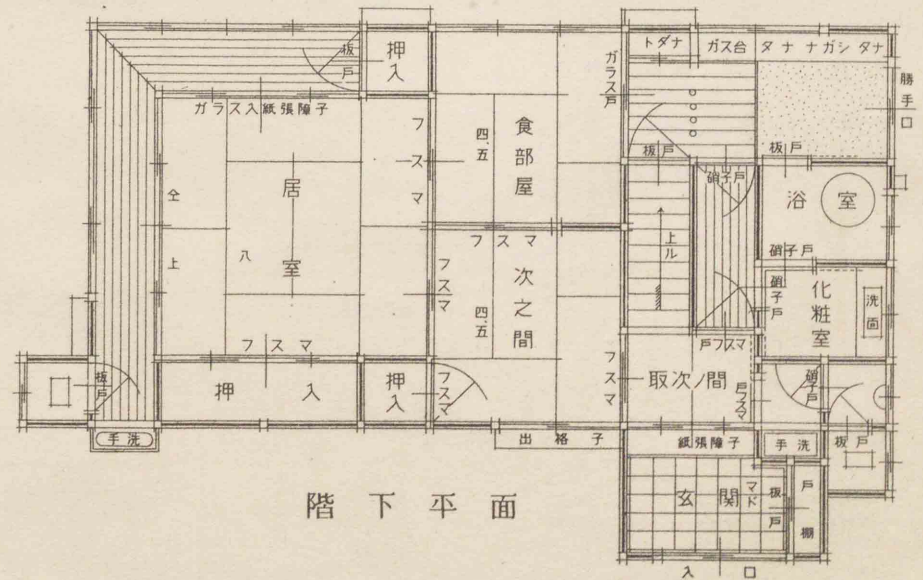 トダナ
ガス台
タナ
ナガシ
タナ
勝手口
板戸
押入
ガラス戸
ガラス入紙張障子
フスマ
四.五
食部屋
板戸
板戸
硝子戸
浴室
居室
八
仝上
フスマ
フスマ
次之間
四.五
上ル
硝子戸
硝子戸
化粧室
洗面
フスマ
戸フスマ
取次ノ間
戸フスマ
フスマ
硝子戸
板戸
押入
押入
フスマ
板戸
手洗
出格子
紙張障子
手洗
階下平面
玄関
マド
板戸
戸棚
入口